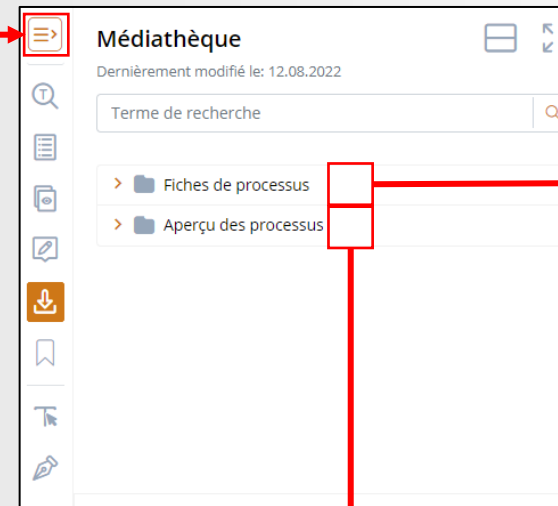 Médiathèque
Dernièrement modifié le: 12.08.2022
Terme de recherche
Fiches de processus
Aperçu des processus